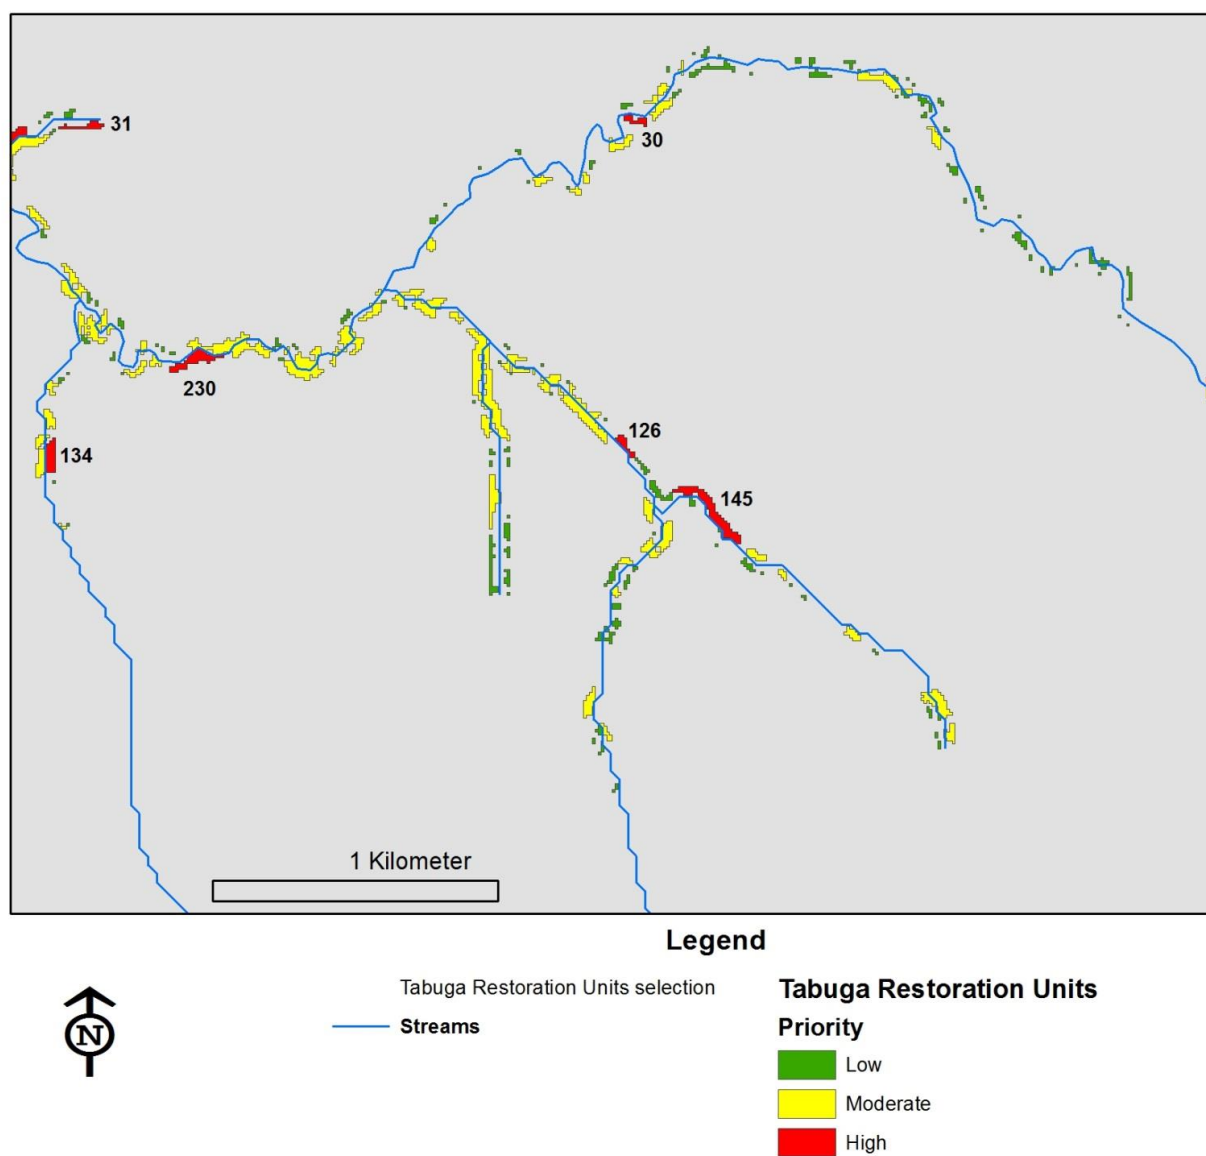 31
30
230
134
126
145
1 Kilometer
Legend
N
Tabuga Restoration Units selection
Streams
Tabuga Restoration Units
Priority
Low
Moderate
High